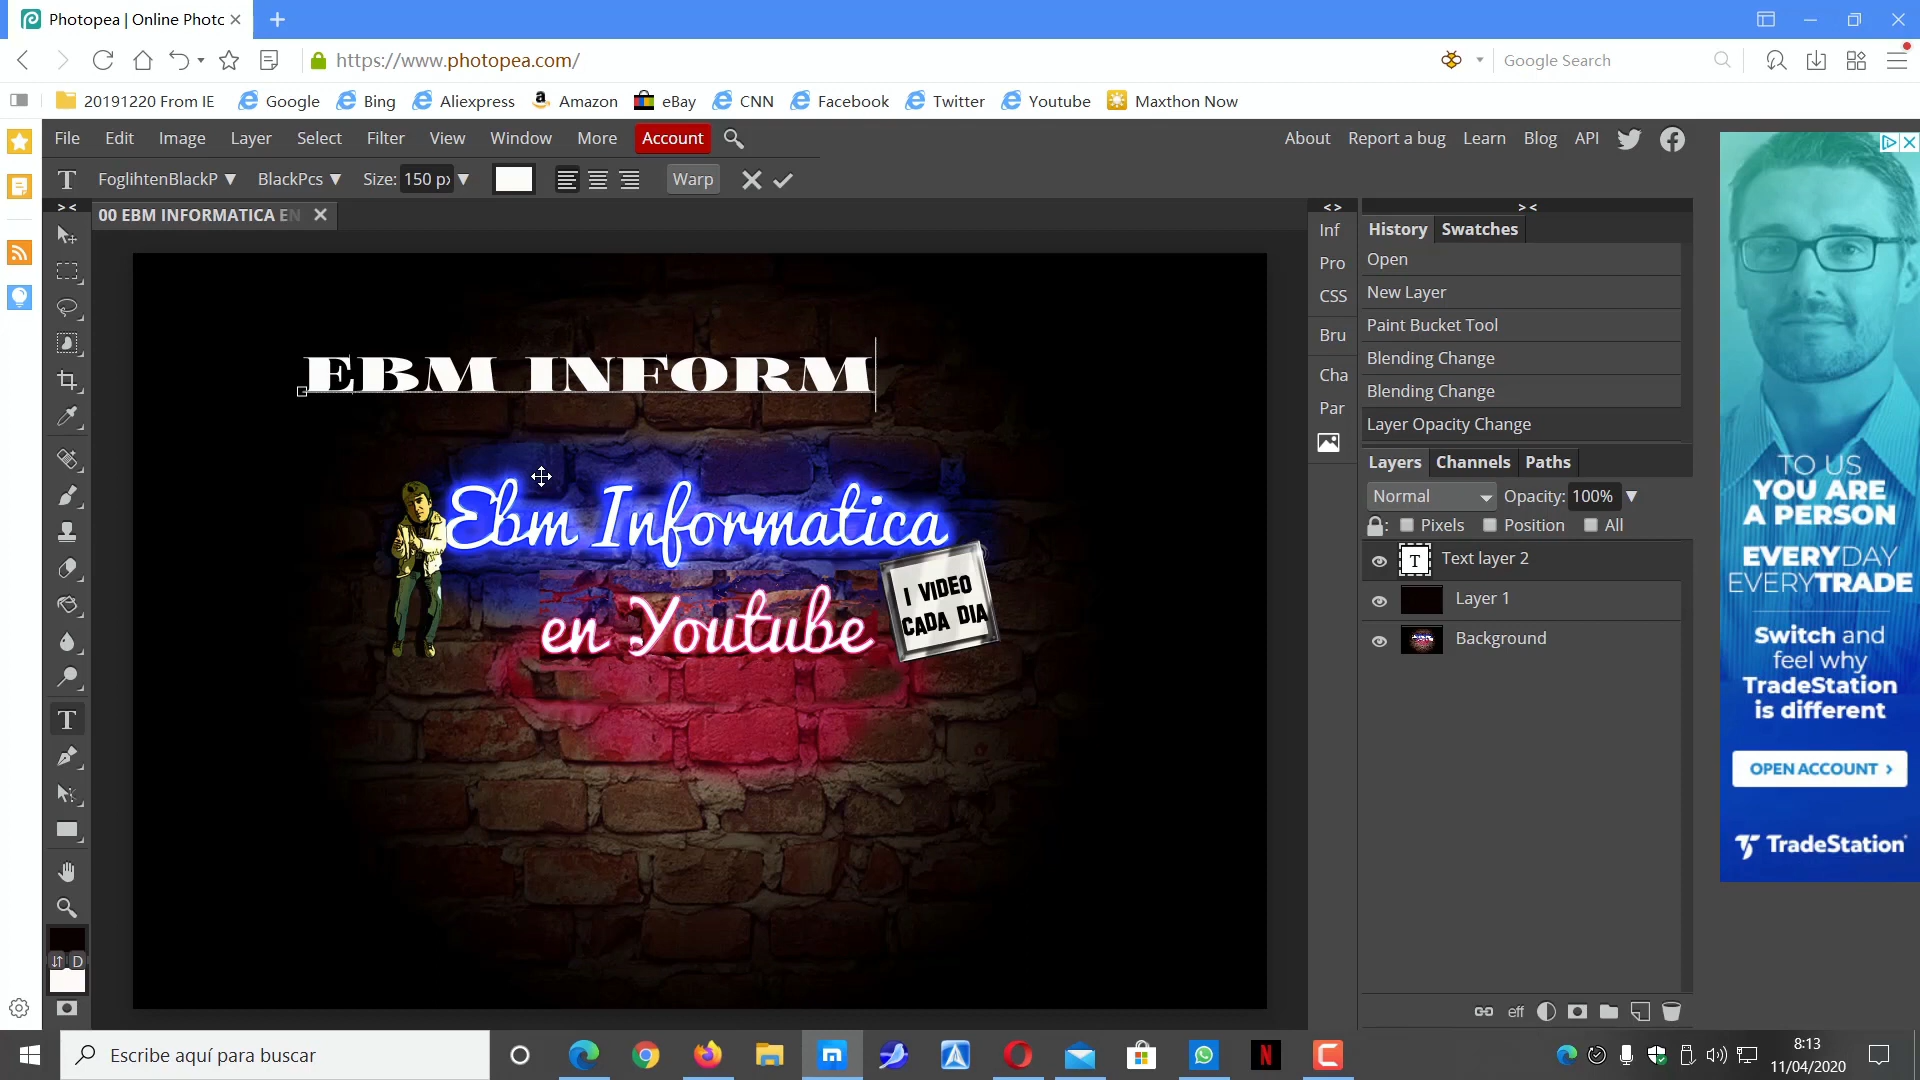 Photopea | Online Photo
https://www.photopea.com/
Google Search
20191220 From IE
Google
Bing
Aliexpress
Amazon
eBay
CNN
Facebook
Twitter
Youtube
Maxthon Now
File Edit Image Layer Select Filter View Window More Account
About Report a bug Learn Blog API
T FoglihtenBlackP BlackPcs Size: 150 px Warp
00 EBM INFORMATICA EN
EBM INFORM
Ebm Informatica
en Youtube
1 VIDEO
CADA DIA
Inf
Pro
CSS
Bru
Cha
Par
History Swatches
Open
New Layer
Paint Bucket Tool
Blending Change
Blending Change
Layer Opacity Change
Layers Channels Paths
Normal Opacity: 100%
Pixels Position All
T Text layer 2
Layer 1
Background
eff
T
D
TO US
YOU ARE
A PERSON
EVERYDAY
EVERYTRADE
Switch and
feel why
TradeStation
is different
OPEN ACCOUNT
TradeStation
Escribe aquí para buscar
8:13
11/04/2020